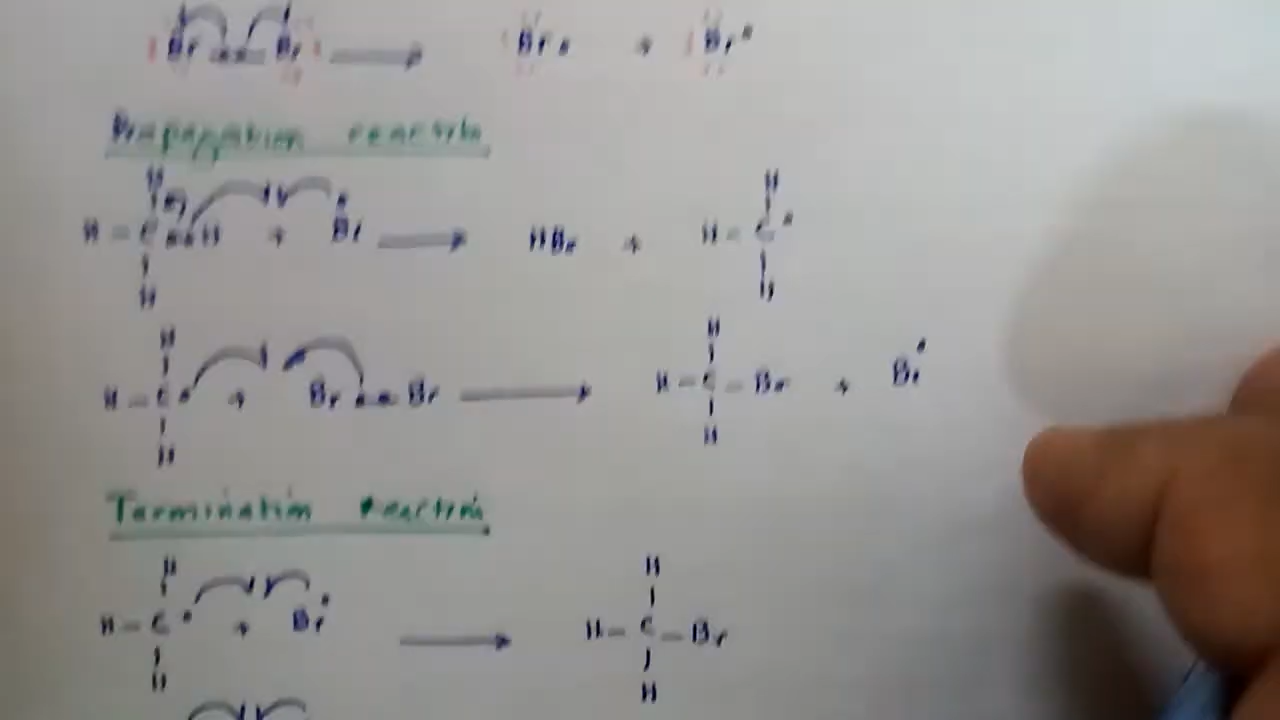 Br Br → Br • + Br •
Propagation reaction
H
H – C •• H + Br • → HBr + H – C •
H
H
H
H
H
H – C • + Br •• Br → H – C – Br + Br •
H
H
Termination Reaction
H
H
H – C • + Br • → H – C – Br
H
H